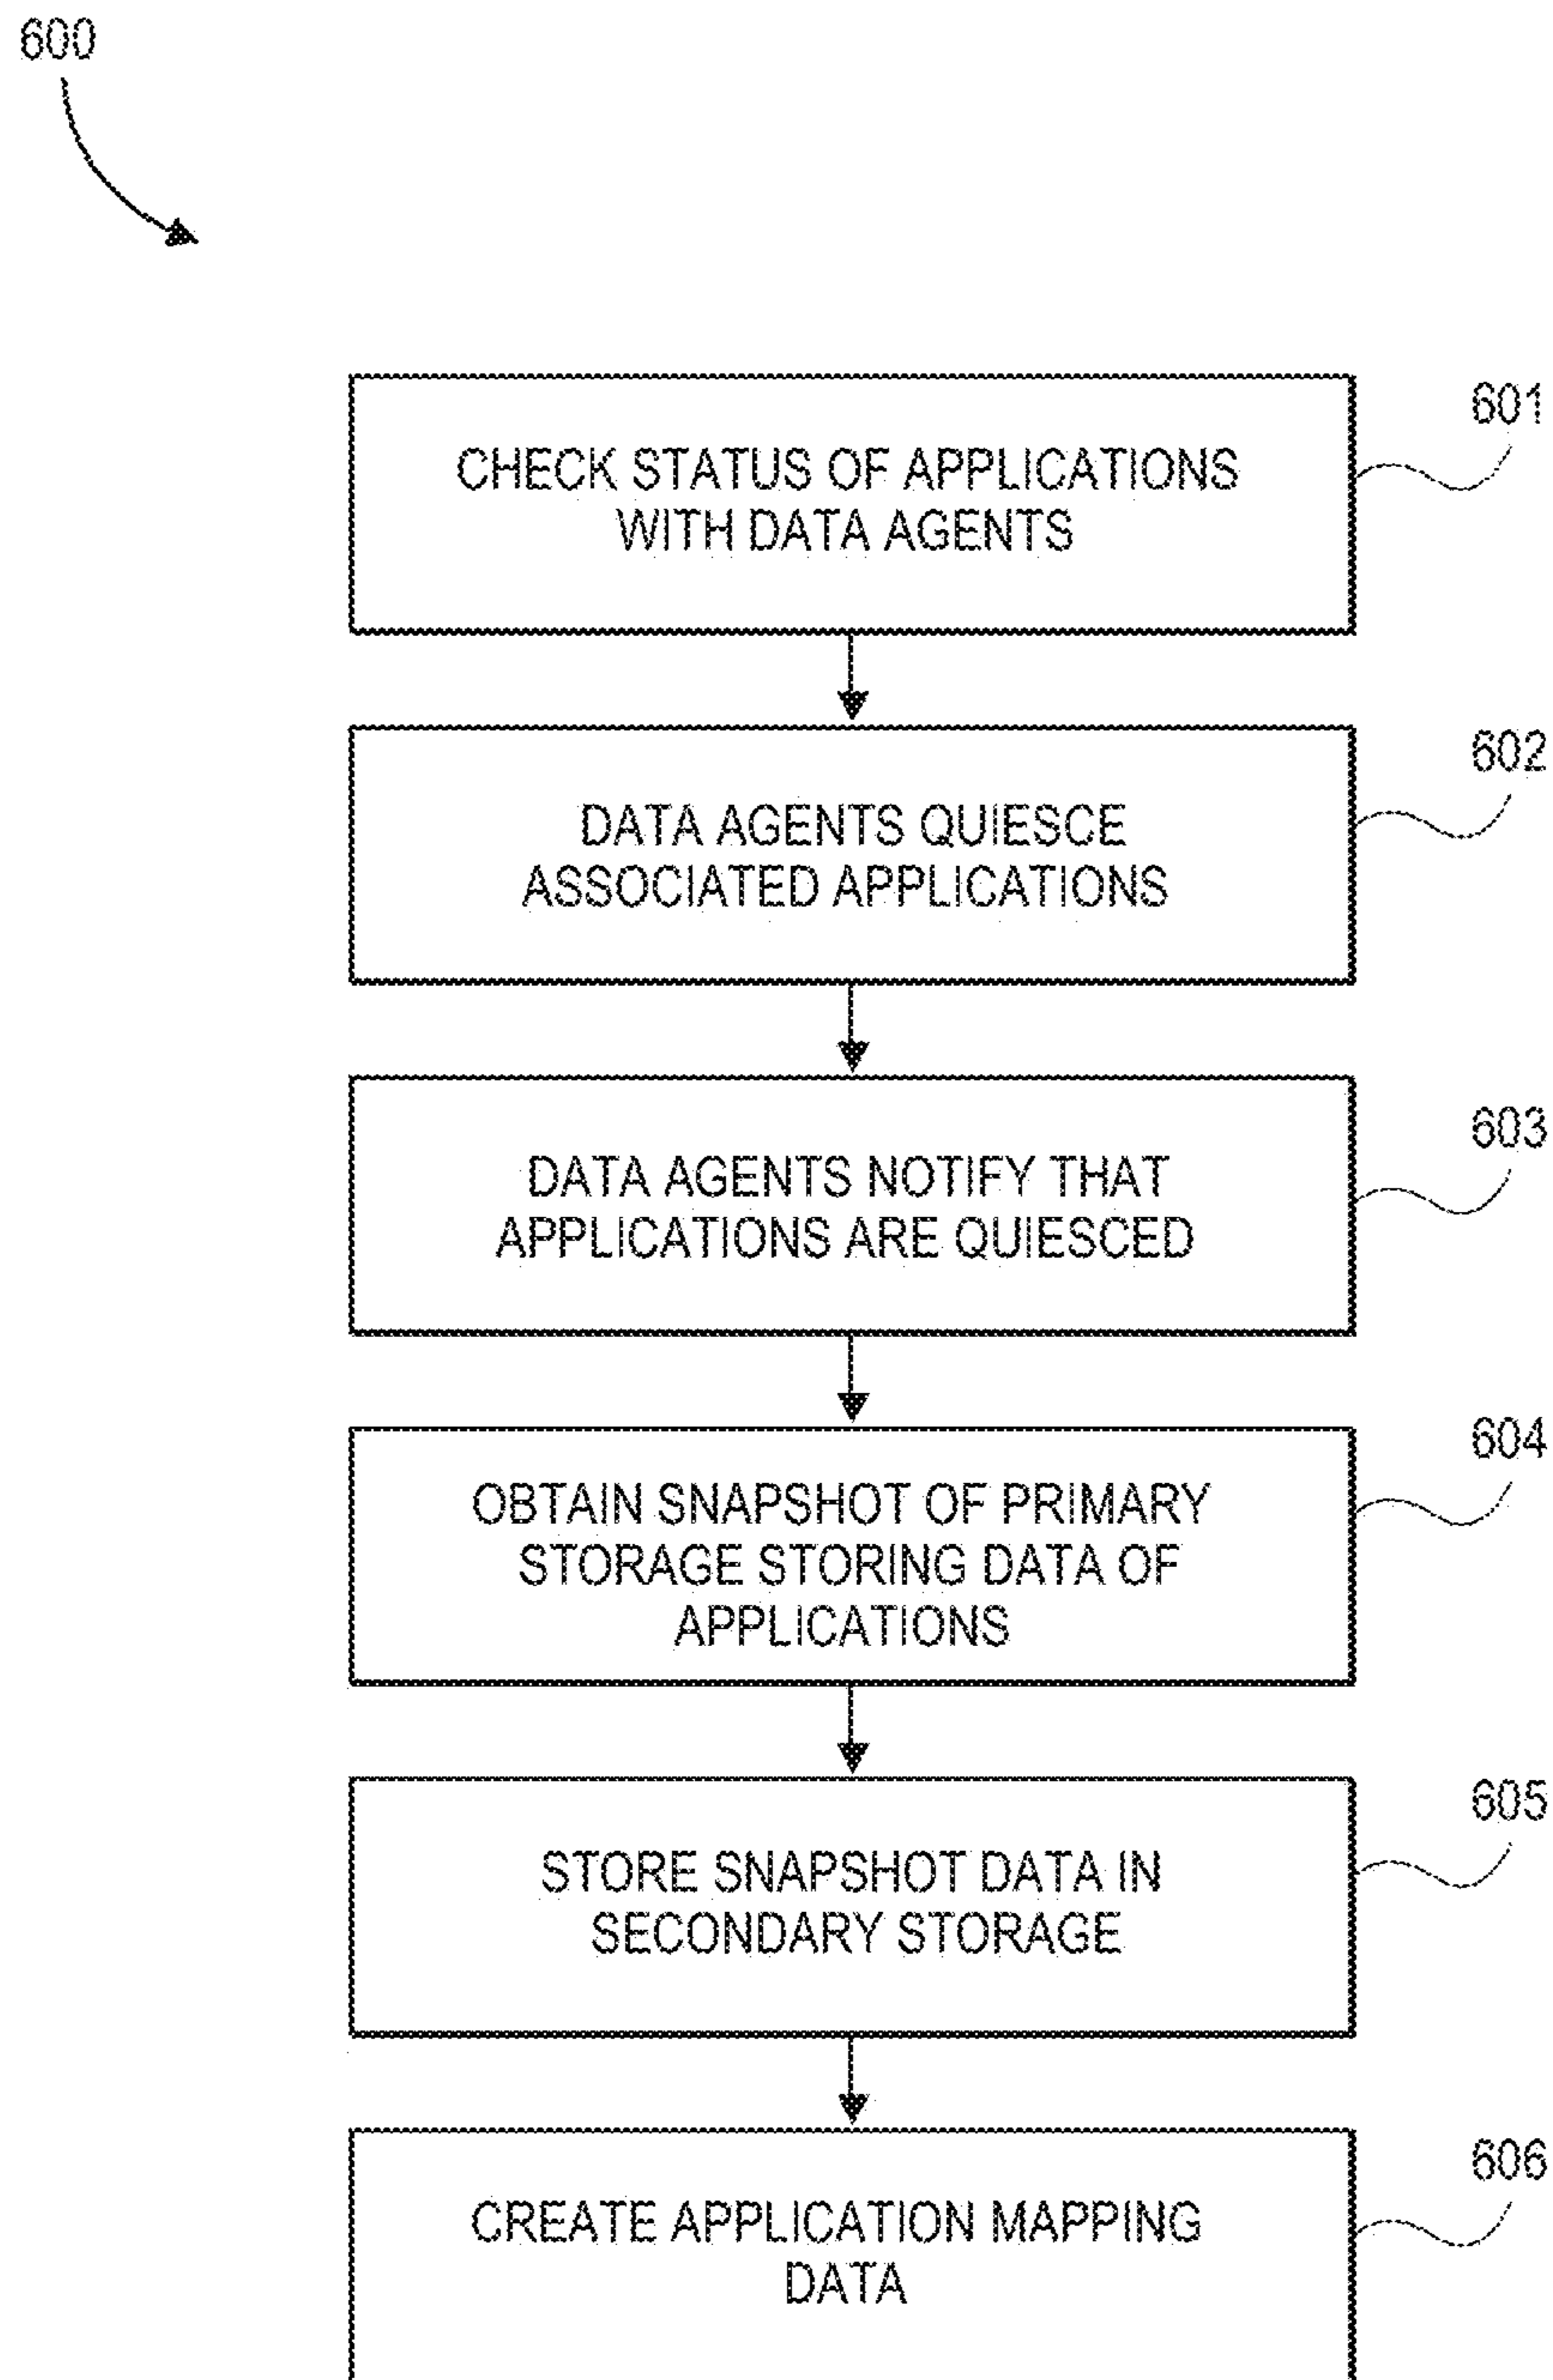 600
CHECK STATUS OF APPLICATIONS
WITH DATA AGENTS
601
DATA AGENTS QUIESCE
ASSOCIATED APPLICATIONS
602
DATA AGENTS NOTIFY THAT
APPLICATIONS ARE QUIESCED
603
OBTAIN SNAPSHOT OF PRIMARY
STORAGE STORING DATA OF
APPLICATIONS
604
STORE SNAPSHOT DATA IN
SECONDARY STORAGE
605
CREATE APPLICATION MAPPING
DATA
606